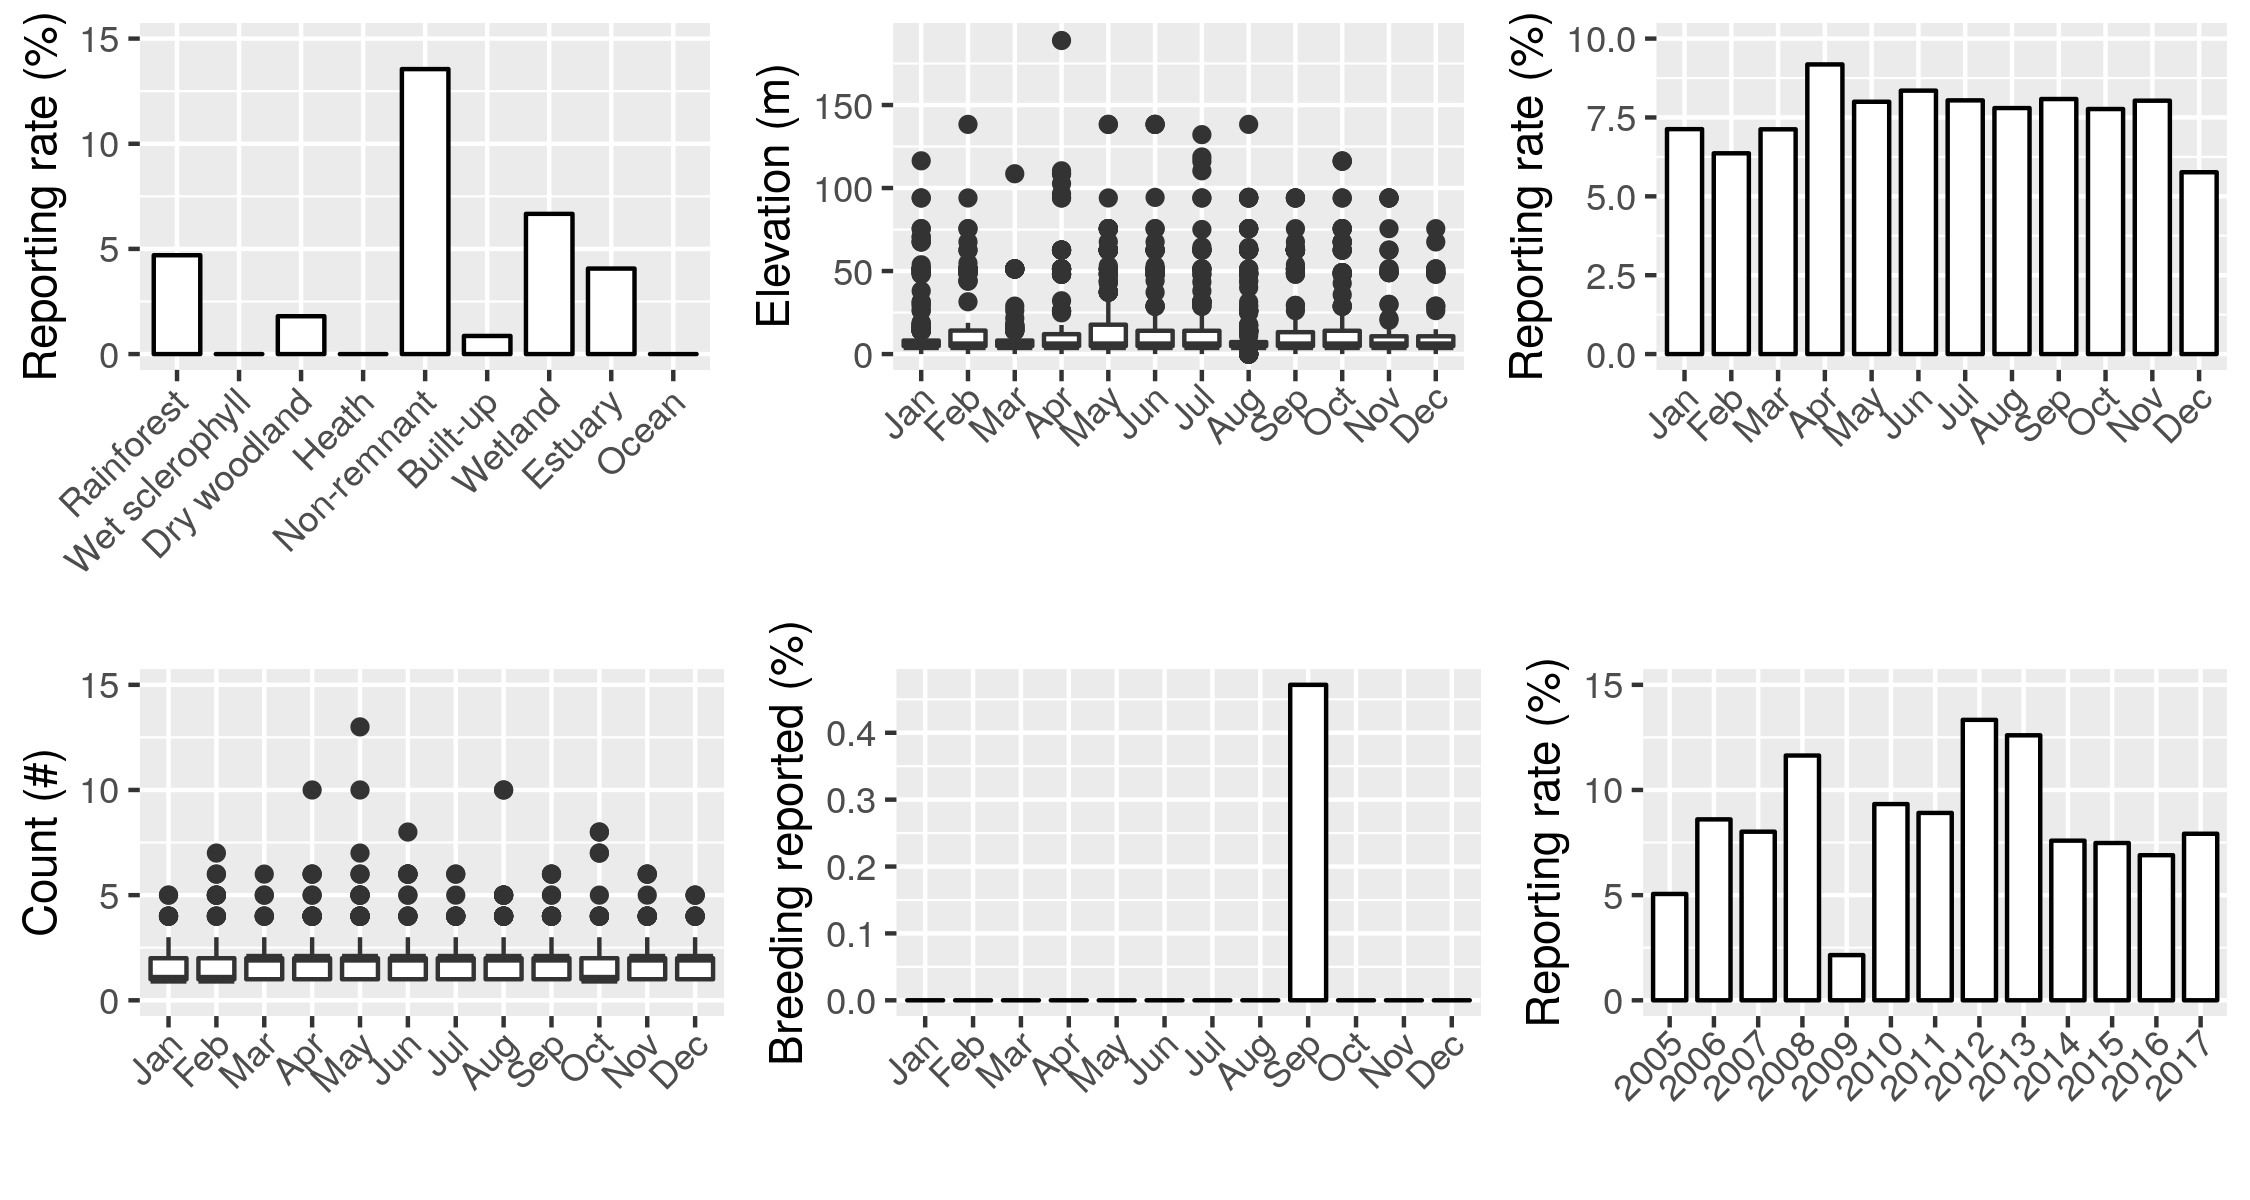 Reporting rate (%)
15
10
5
0
Rainforest
Wet sclerophyll
Dry woodland
Heath
Non-remnant
Built-up
Wetland
Estuary
Ocean
Elevation (m)
150
100
50
0
Jan
Feb
Mar
Apr
May
Jun
Jul
Aug
Sep
Oct
Nov
Dec
Reporting rate (%)
10.0
7.5
5.0
2.5
0.0
Jan
Feb
Mar
Apr
May
Jun
Jul
Aug
Sep
Oct
Nov
Dec
Count (#)
15
10
5
0
Jan
Feb
Mar
Apr
May
Jun
Jul
Aug
Sep
Oct
Nov
Dec
Breeding reported (%)
0.4
0.3
0.2
0.1
0.0
Jan
Feb
Mar
Apr
May
Jun
Jul
Aug
Sep
Oct
Nov
Dec
Reporting rate (%)
15
10
5
0
2005
2006
2007
2008
2009
2010
2011
2012
2013
2014
2015
2016
2017